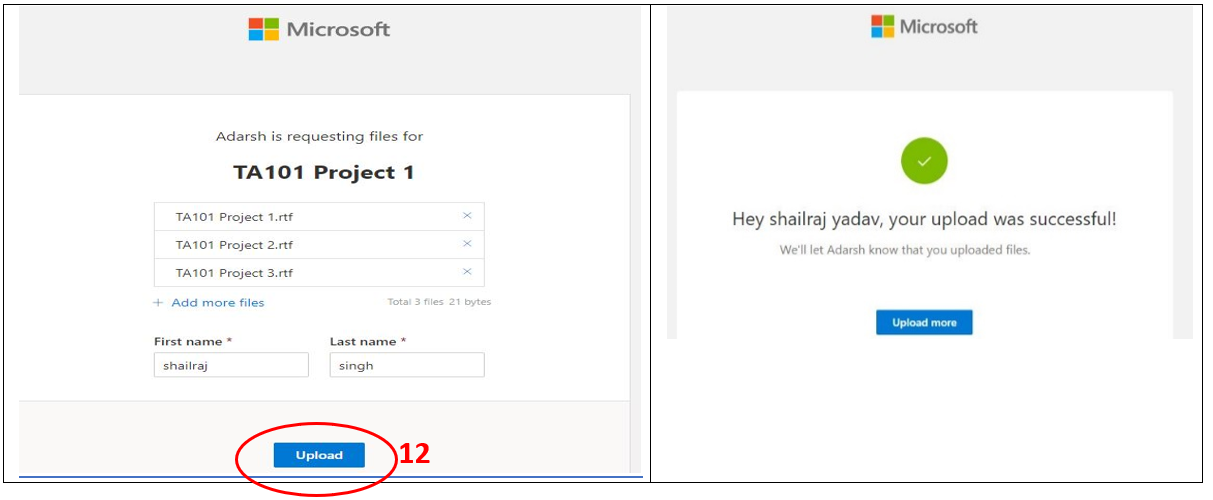 Microsoft
Adarsh is requesting files for
TA101 Project 1
TA101 Project 1.rtf ×
TA101 Project 2.rtf ×
TA101 Project 3.rtf ×
+ Add more files Total 3 files 21 bytes
First name * Last name *
shailraj singh
Upload 12
Microsoft
Hey shailraj yadav, your upload was successful!
We'll let Adarsh know that you uploaded files.
Upload more